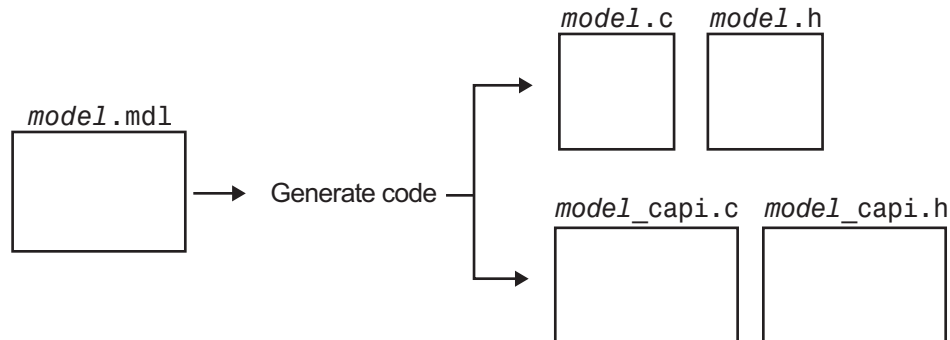 model.c model.h
model.mdl
Generate code
model_capi.c model_capi.h